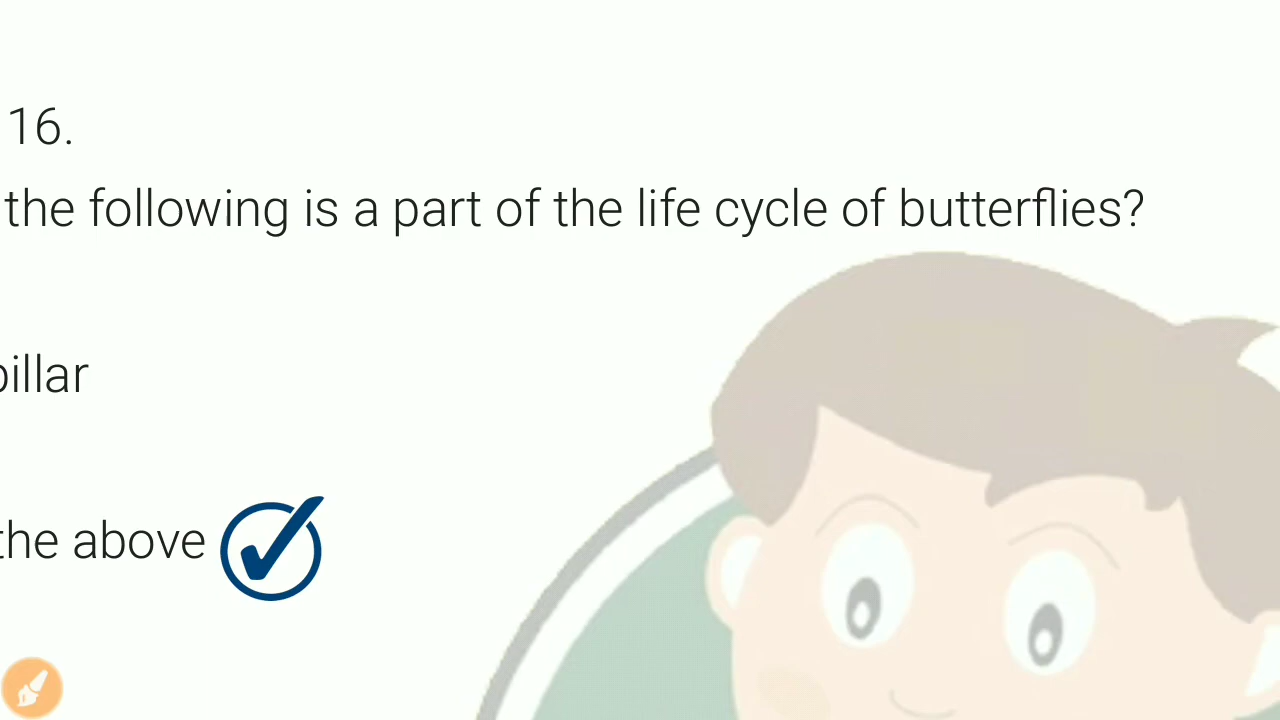 16.
the following is a part of the life cycle of butterflies?
pillar
the above